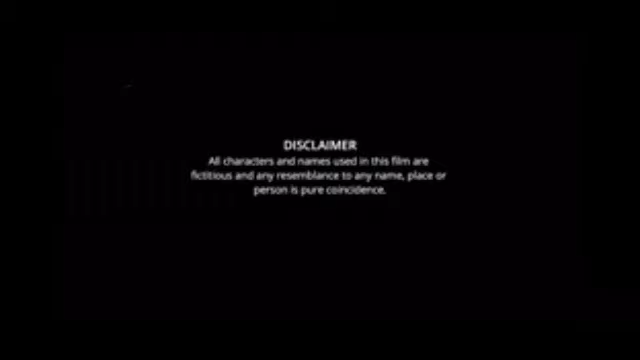 DISCLAIMER
All characters and names used in this film are
fictitious and any resemblance to any name, place or
person is pure coincidence.